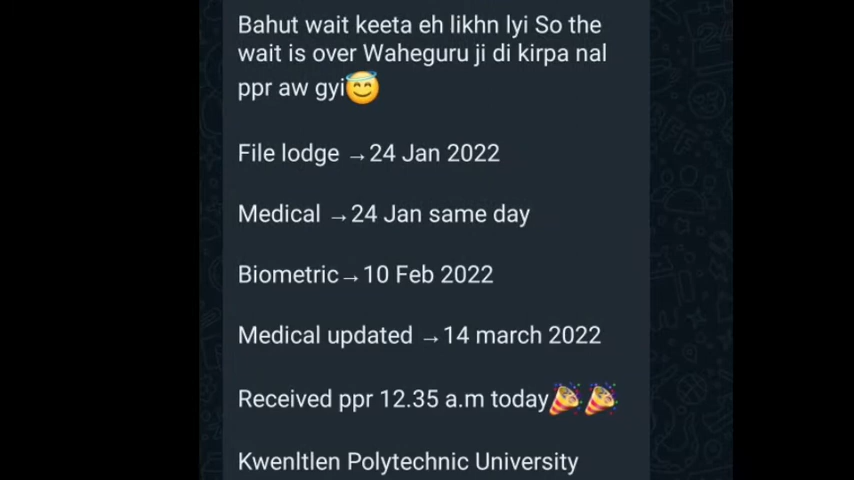 Bahut wait keeta eh likhn lyi So the
wait is over Waheguru ji di kirpa nal
ppr aw gyi😇
File lodge →24 Jan 2022
Medical →24 Jan same day
Biometric→10 Feb 2022
Medical updated →14 march 2022
Received ppr 12.35 a.m today🎉🎉
Kwenltlen Polytechnic University